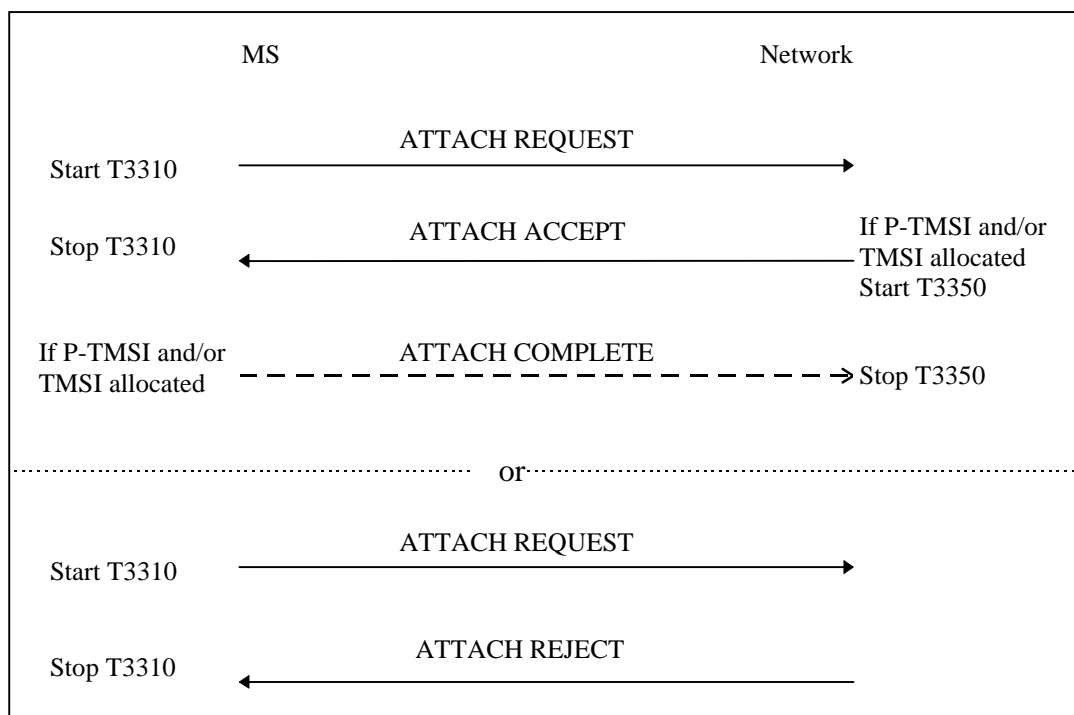 MS
Network
ATTACH REQUEST
Start T3310
ATTACH ACCEPT
Stop T3310
If P-TMSI and/or
TMSI allocated
Start T3350
If P-TMSI and/or
TMSI allocated
ATTACH COMPLETE
Stop T3350
or
ATTACH REQUEST
Start T3310
ATTACH REJECT
Stop T3310